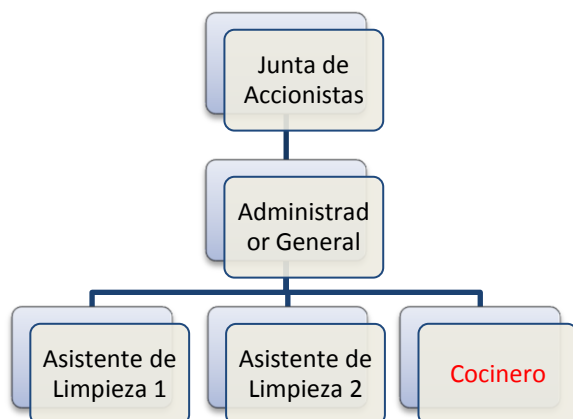 Junta de
Accionistas
Administrad
or General
Asistente de
Limpieza 1
Asistente de
Limpieza 2
Cocinero